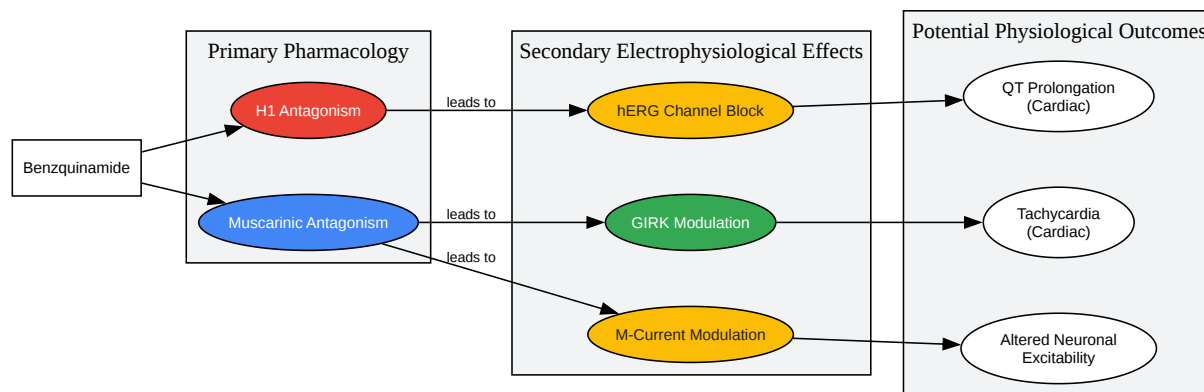 Potential Physiological Outcomes
Primary Pharmacology
Secondary Electrophysiological Effects
H1 Antagonism
leads to
hERG Channel Block
QT Prolongation
(Cardiac)
Benzquinamide
Muscarinic Antagonism
leads to
GIRK Modulation
Tachycardia
(Cardiac)
leads to
M-Current Modulation
Altered Neuronal
Excitability